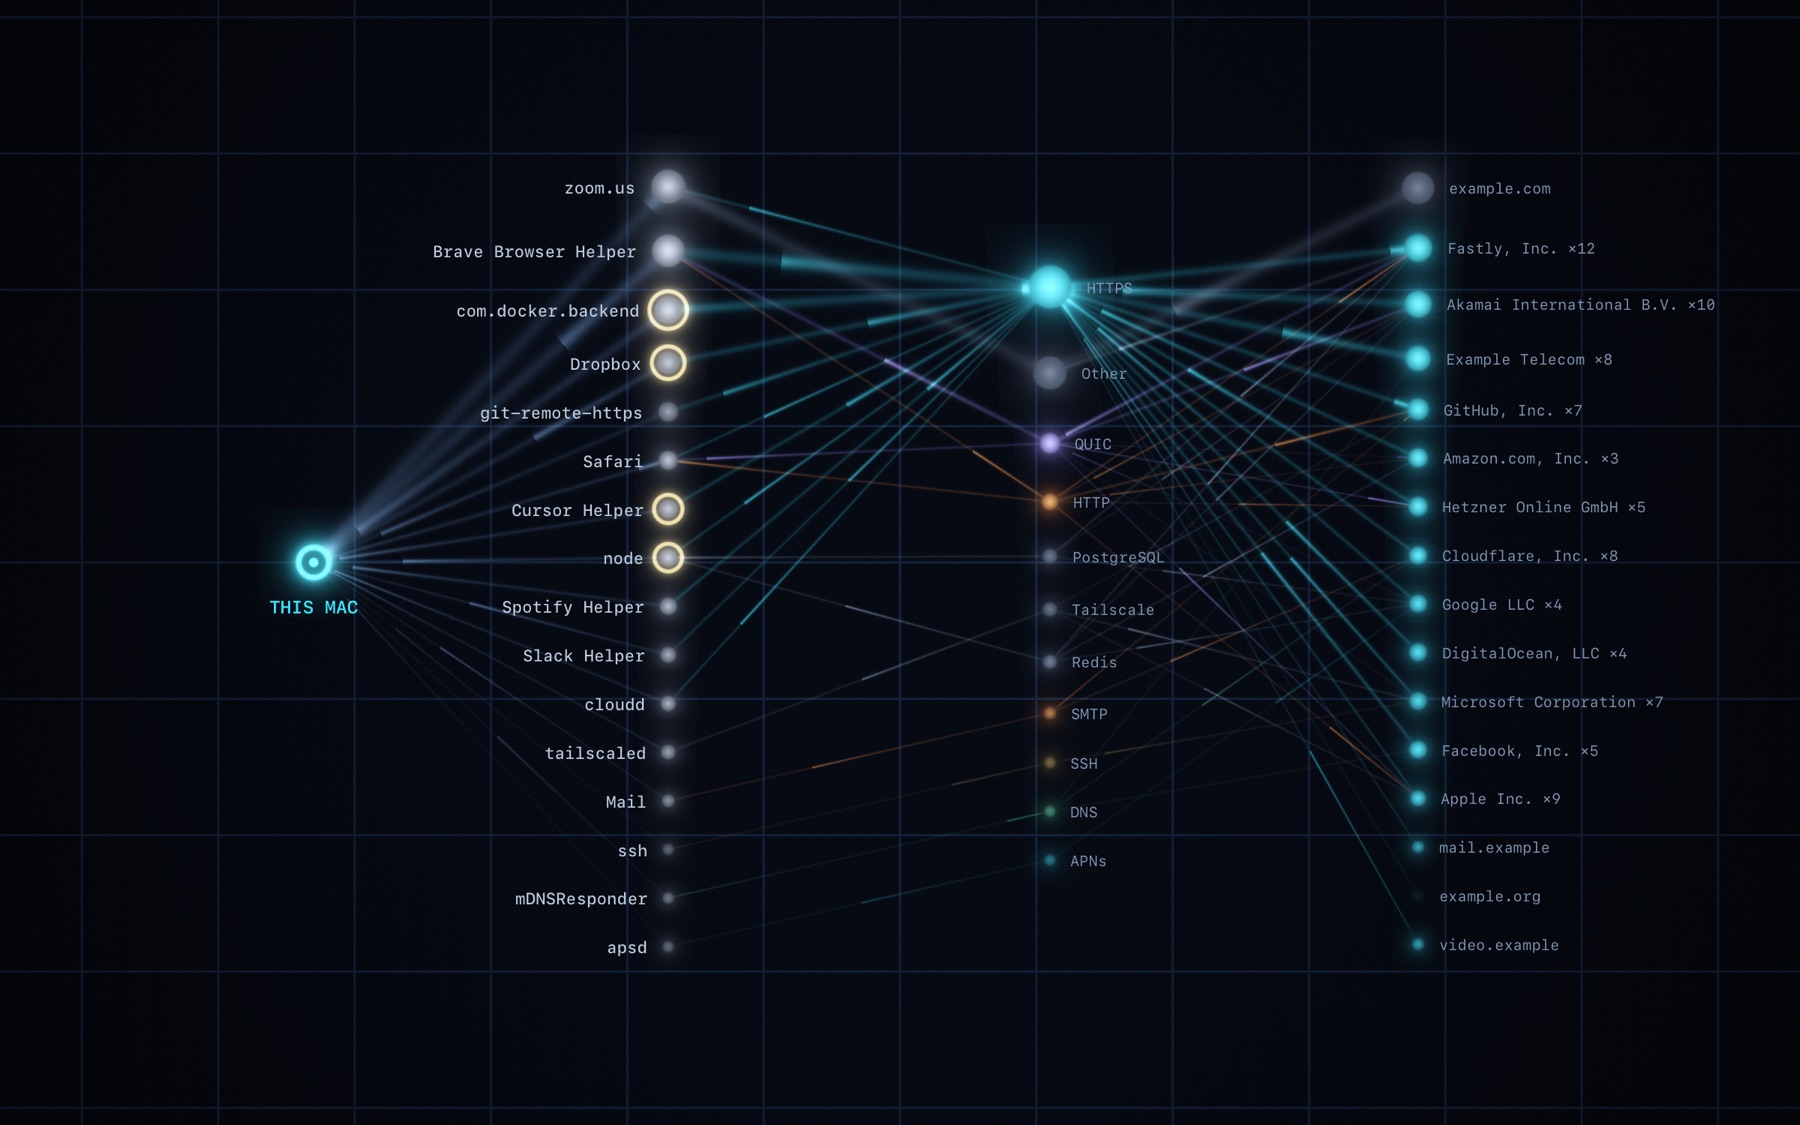 THIS MAC
zoom.us
Brave Browser Helper
com.docker.backend
Dropbox
git-remote-https
Safari
Cursor Helper
node
Spotify Helper
Slack Helper
cloudd
tailscaled
Mail
ssh
mDNSResponder
apsd
HTTPS
Other
QUIC
HTTP
PostgreSQL
Tailscale
Redis
SMTP
SSH
DNS
APNs
example.com
Fastly, Inc. ×12
Akamai International B.V. ×10
Example Telecom ×8
GitHub, Inc. ×7
Amazon.com, Inc. ×3
Hetzner Online GmbH ×5
Cloudflare, Inc. ×8
Google LLC ×4
DigitalOcean, LLC ×4
Microsoft Corporation ×7
Facebook, Inc. ×5
Apple Inc. ×9
mail.example
example.org
video.example